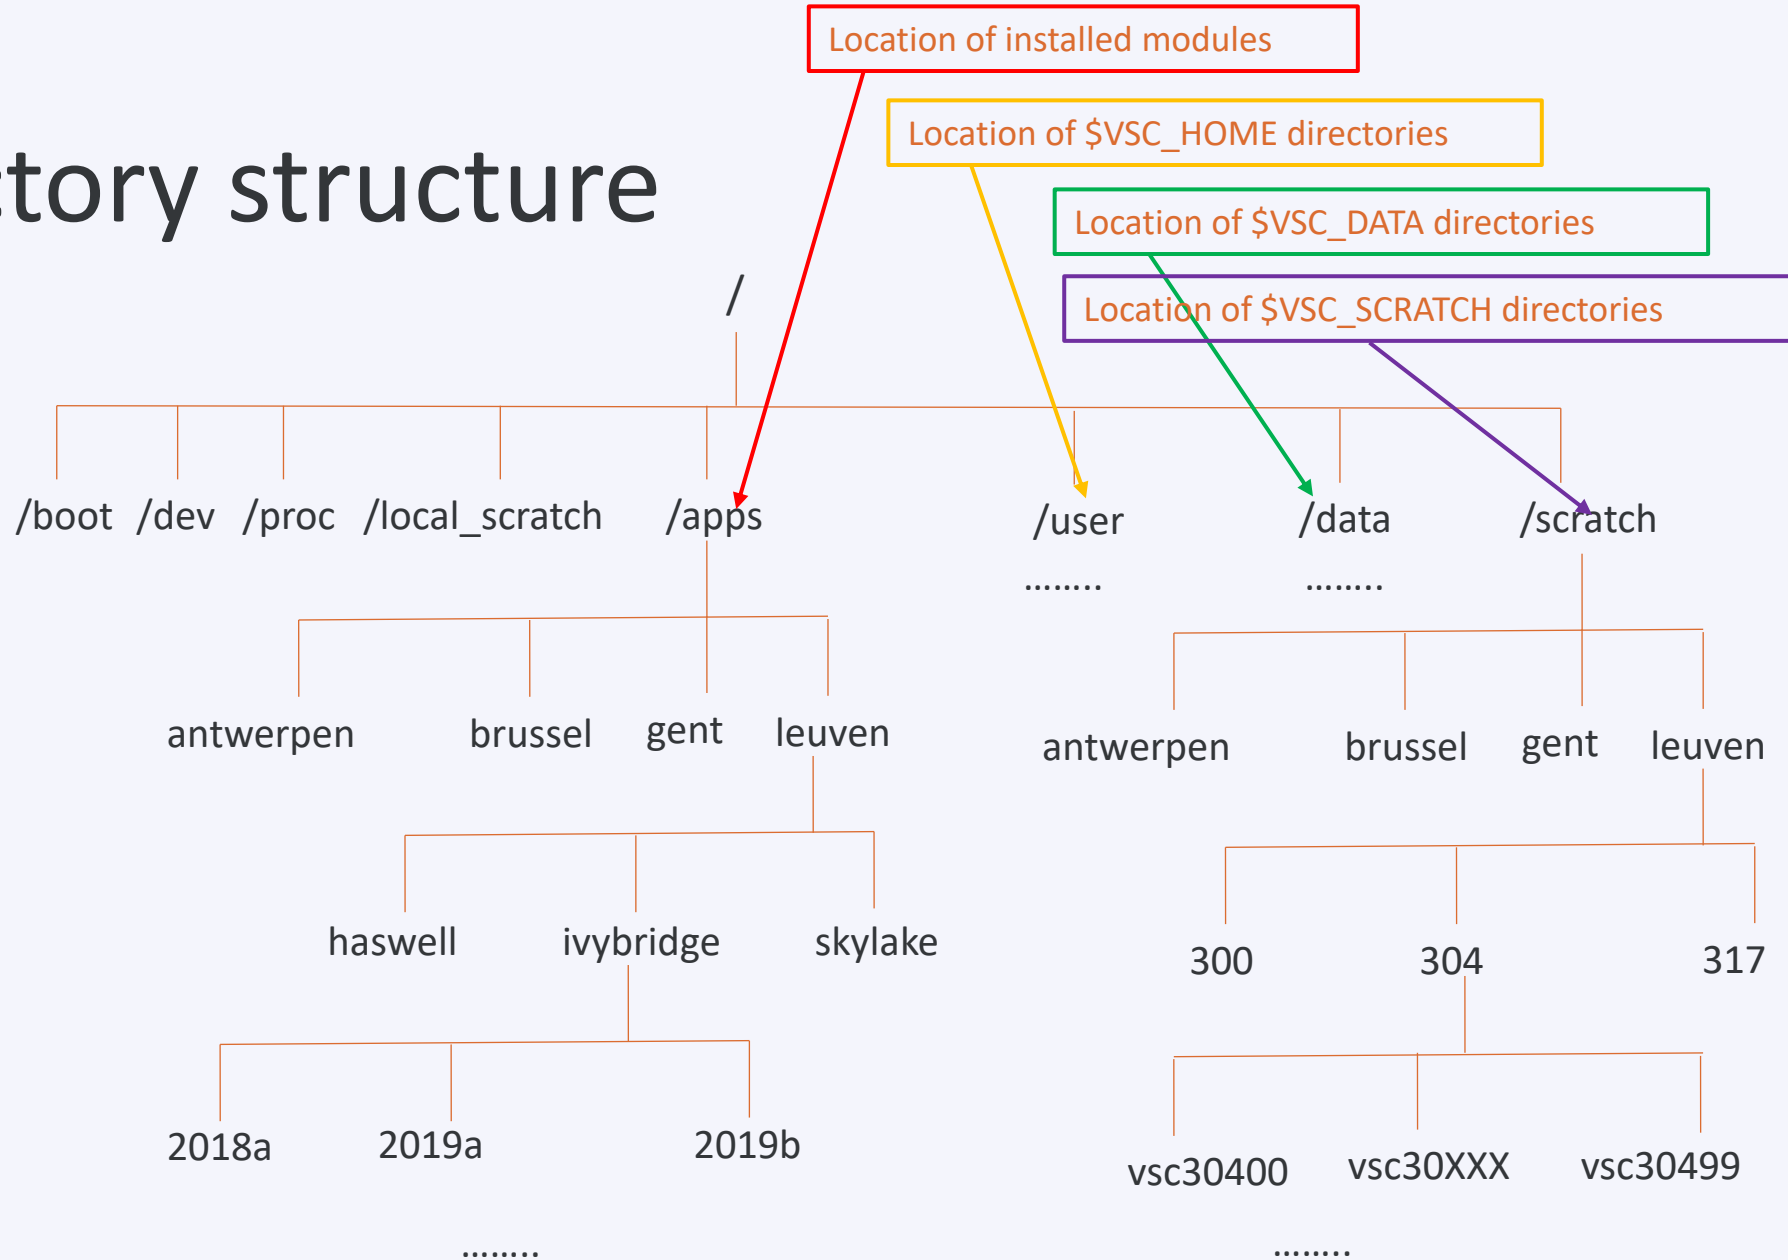 Location of installed modules
Location of $VSC_HOME directories
ctory structure
Location of $VSC_DATA directories
/
Location of $VSC_SCRATCH directories
/boot /dev /proc /local_scratch /apps /user /data /scratch
........ ........
antwerpen brussel gent leuven antwerpen brussel gent leuven
haswell ivybridge skylake 300 304 317
2018a 2019a 2019b vsc30400 vsc30XXX vsc30499
........ ........